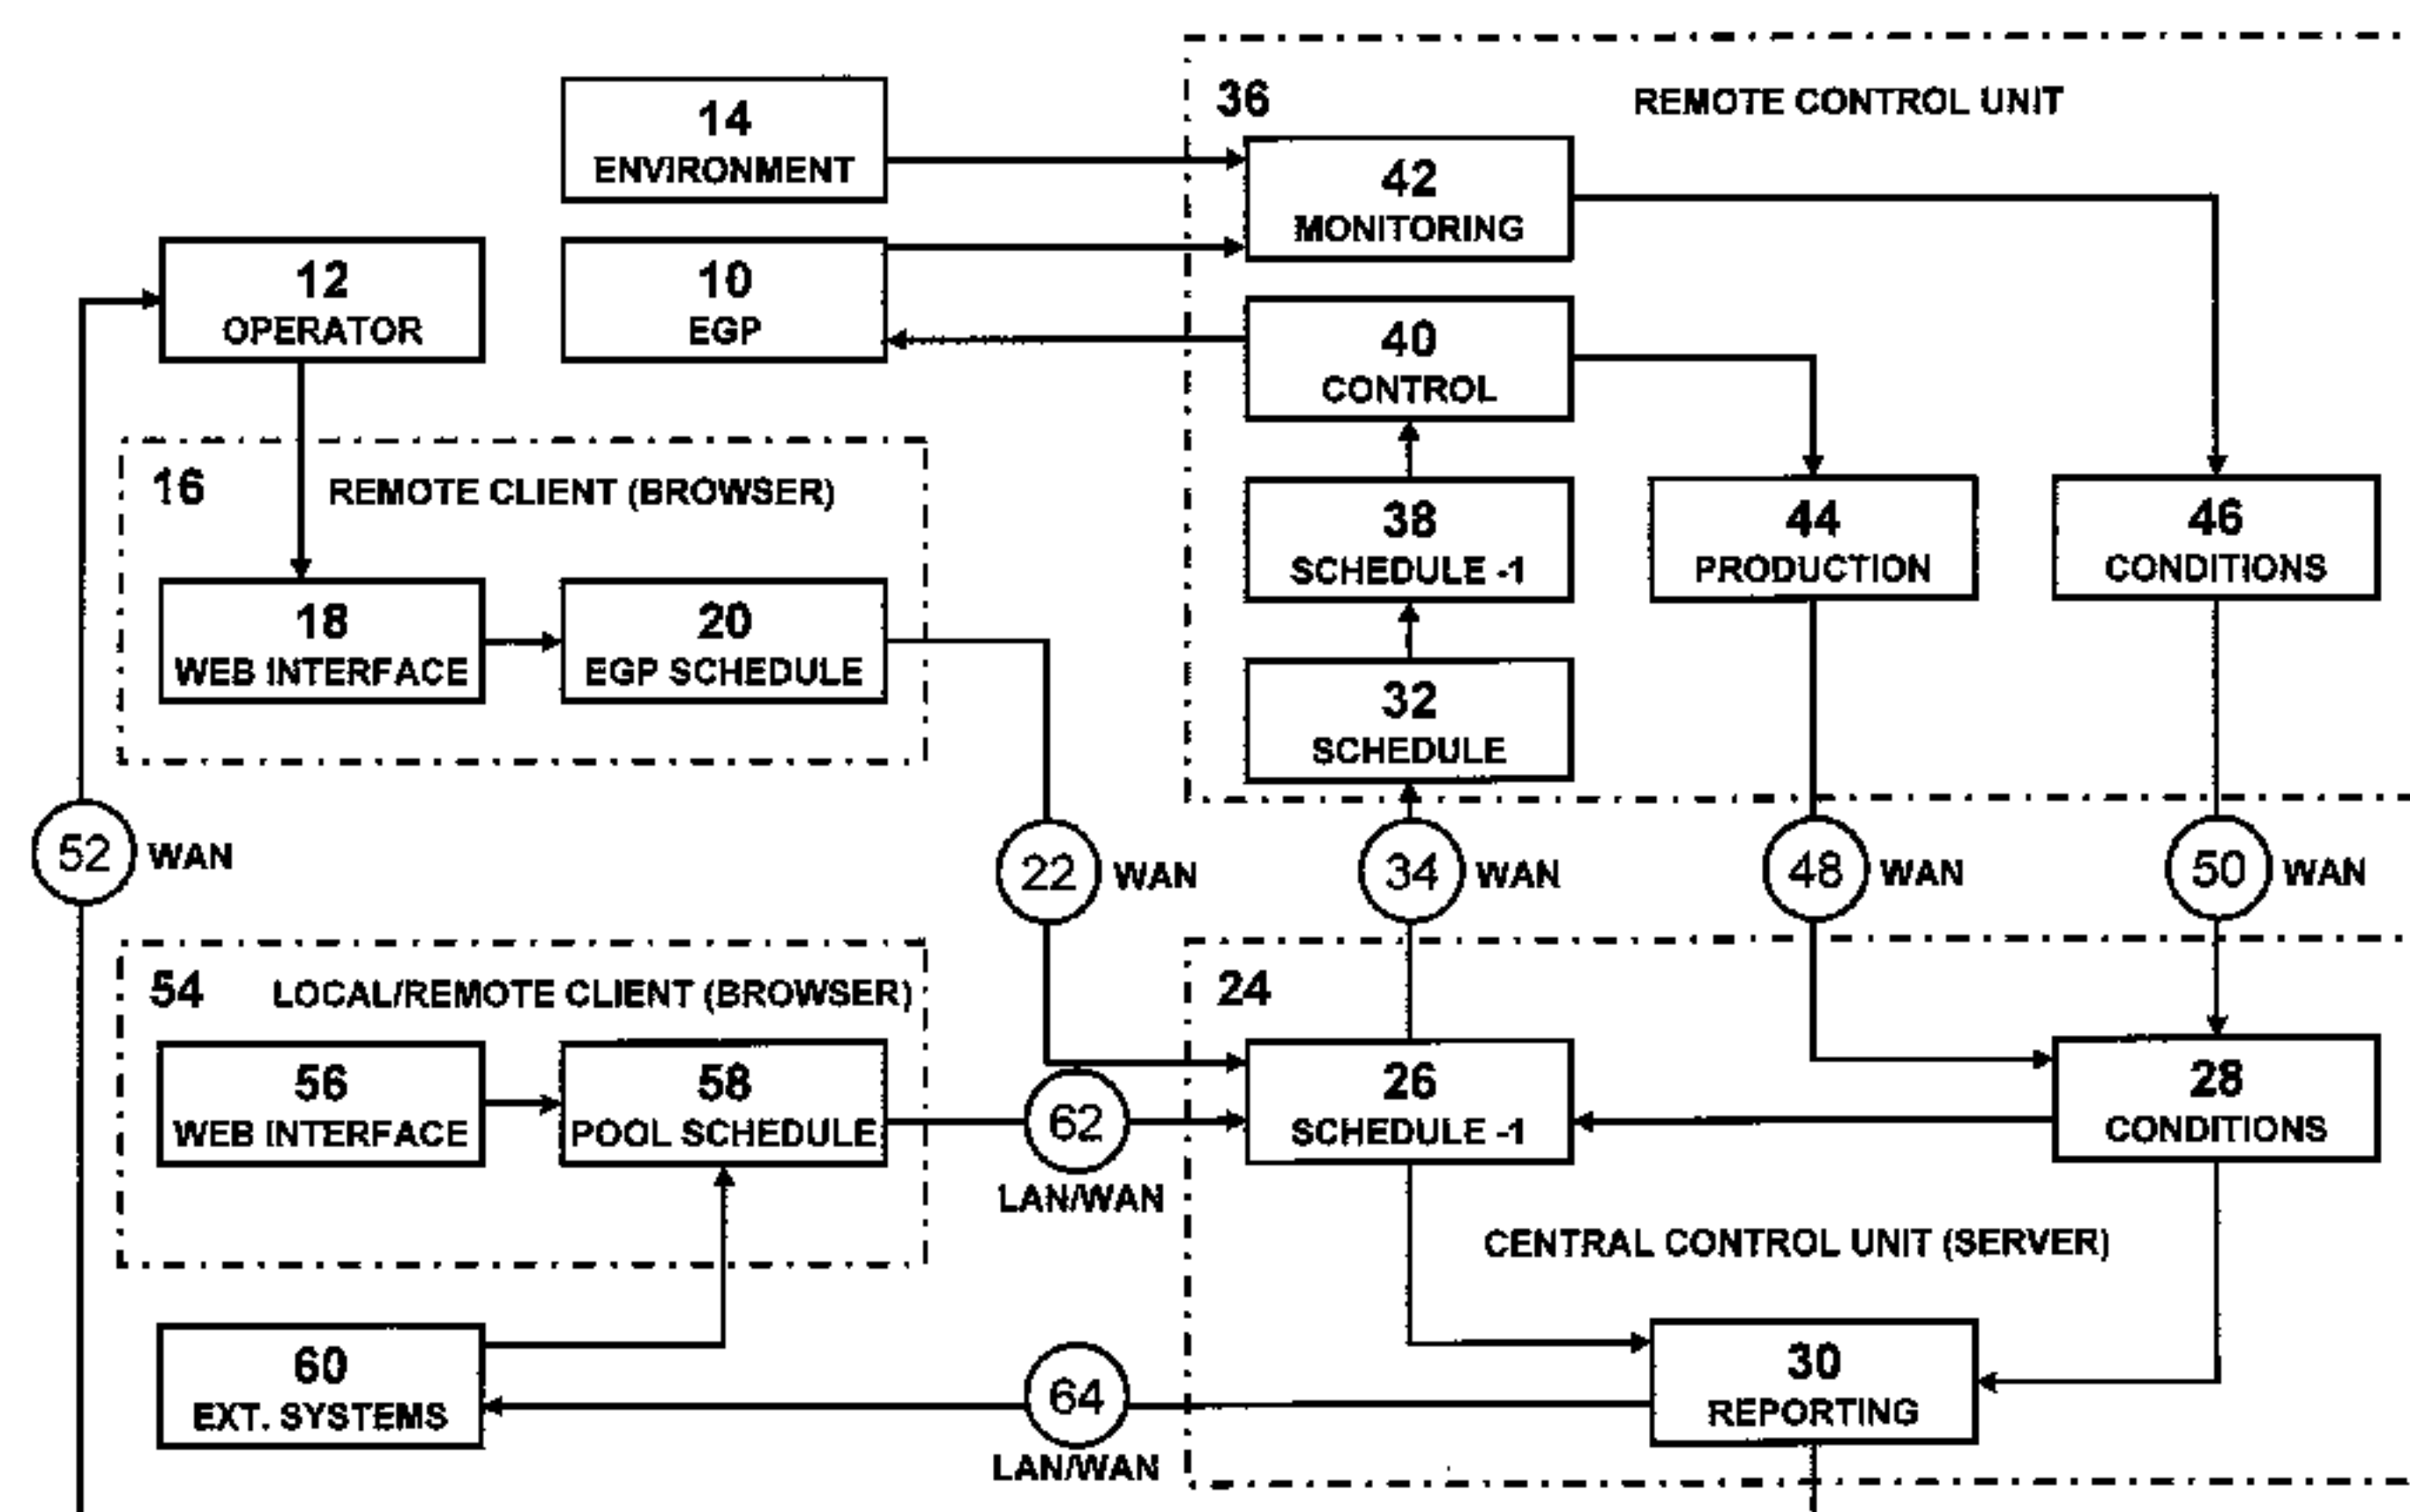 36
REMOTE CONTROL UNIT
14
ENVIRONMENT
42
MONITORING
12
OPERATOR
10
EGP
40
CONTROL
16
REMOTE CLIENT (BROWSER)
38
SCHEDULE -1
44
PRODUCTION
46
CONDITIONS
18
WEB INTERFACE
20
EGP SCHEDULE
32
SCHEDULE
52
WAN
22
WAN
34
WAN
48
WAN
50
WAN
54
LOCAL/REMOTE CLIENT (BROWSER)
24
56
WEB INTERFACE
58
POOL SCHEDULE
62
LAN/WAN
26
SCHEDULE -1
28
CONDITIONS
CENTRAL CONTROL UNIT (SERVER)
60
EXT. SYSTEMS
64
LAN/WAN
30
REPORTING